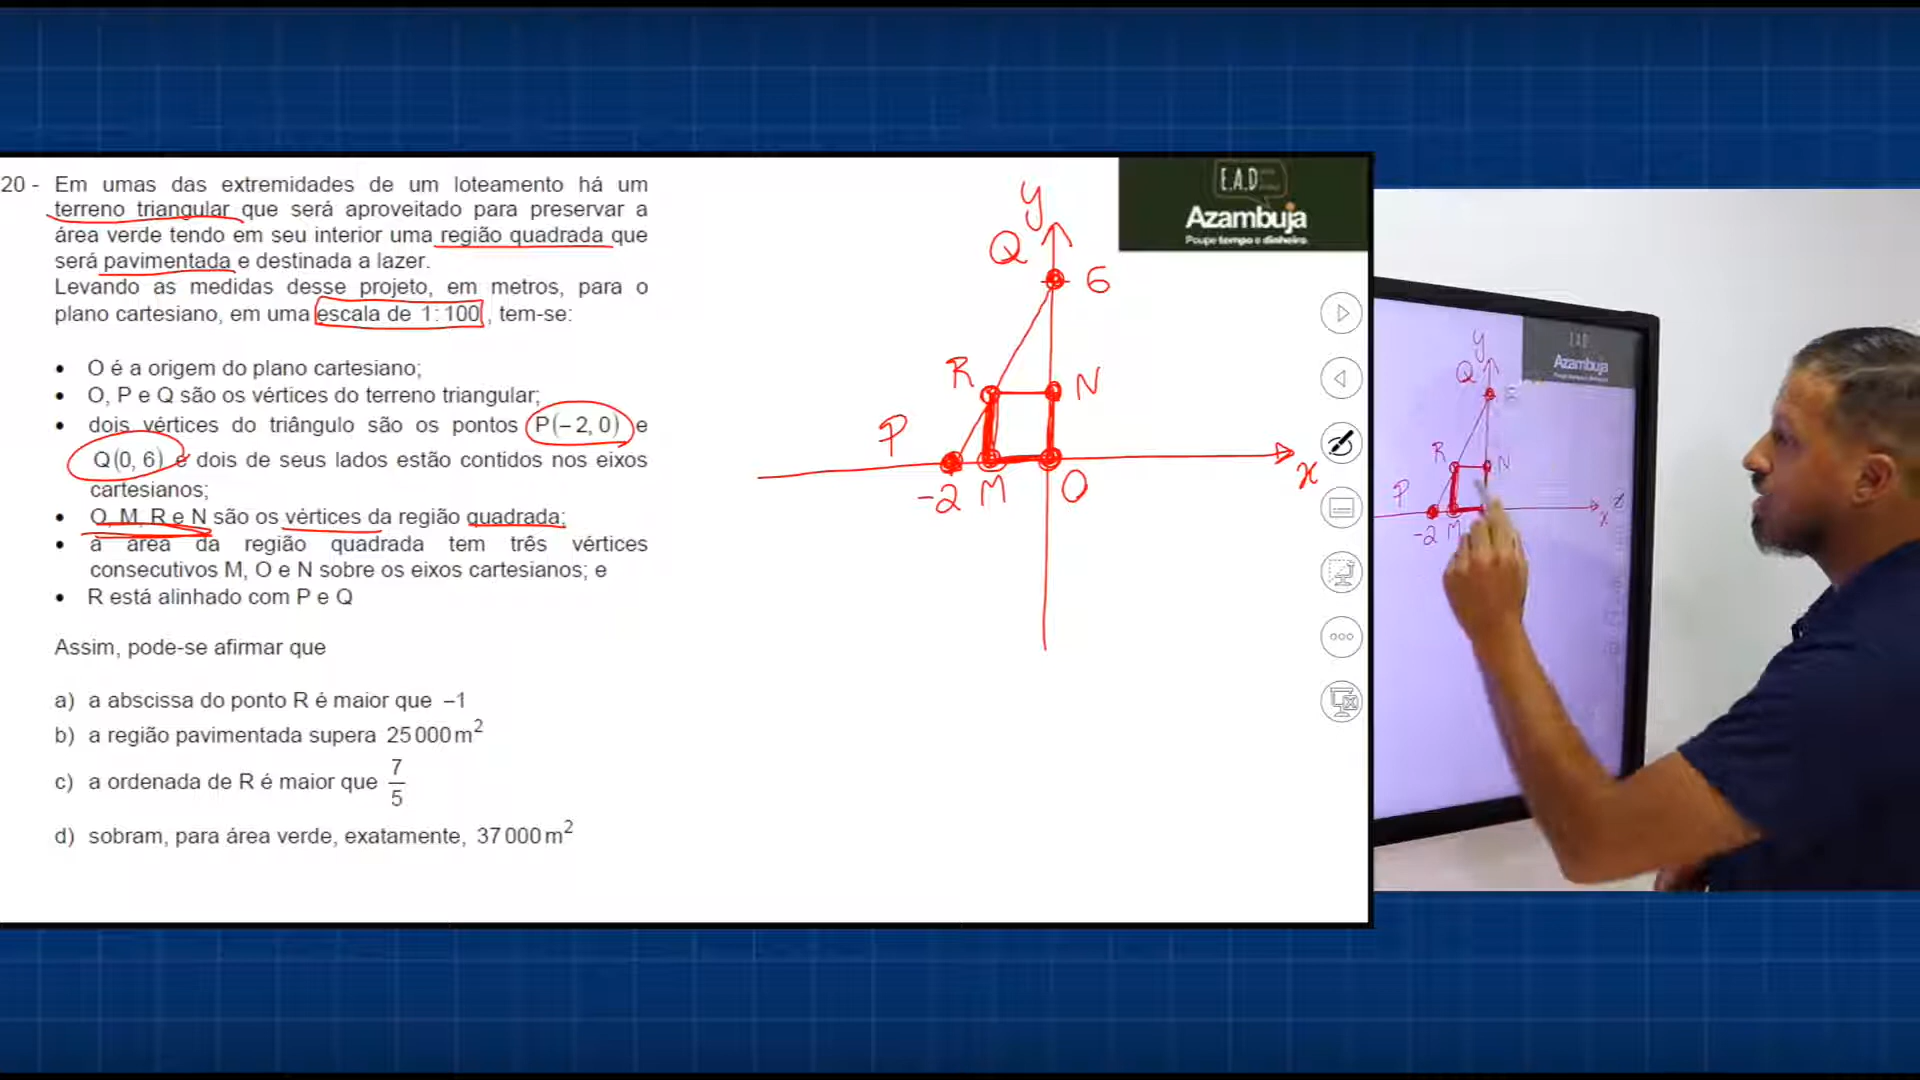 20 - Em umas das extremidades de um loteamento há um
terreno triangular que será aproveitado para preservar a
área verde tendo em seu interior uma região quadrada que
será pavimentada e destinada a lazer.
Levando as medidas desse projeto, em metros, para o
plano cartesiano, em uma escala de 1:100, tem-se:
• O é a origem do plano cartesiano;
• O, P e Q são os vértices do terreno triangular;
• dois vértices do triângulo são os pontos P(–2, 0) e
Q(0, 6) e dois de seus lados estão contidos nos eixos
cartesianos;
• O, M, R e N são os vértices da região quadrada;
• a área da região quadrada tem três vértices
consecutivos M, O e N sobre os eixos cartesianos; e
• R está alinhado com P e Q
Assim, pode-se afirmar que
a) a abscissa do ponto R é maior que –1
b) a região pavimentada supera 25 000 m²
c) a ordenada de R é maior que 7/5
d) sobram, para área verde, exatamente, 37 000 m²
y
Q
6
R
N
P
-2
M
O
x
E.A.D
Azambuja
Poupe tempo e dinheiro.
y
Q
R
N
P
-2
M
x
E.A.D
Azambuja